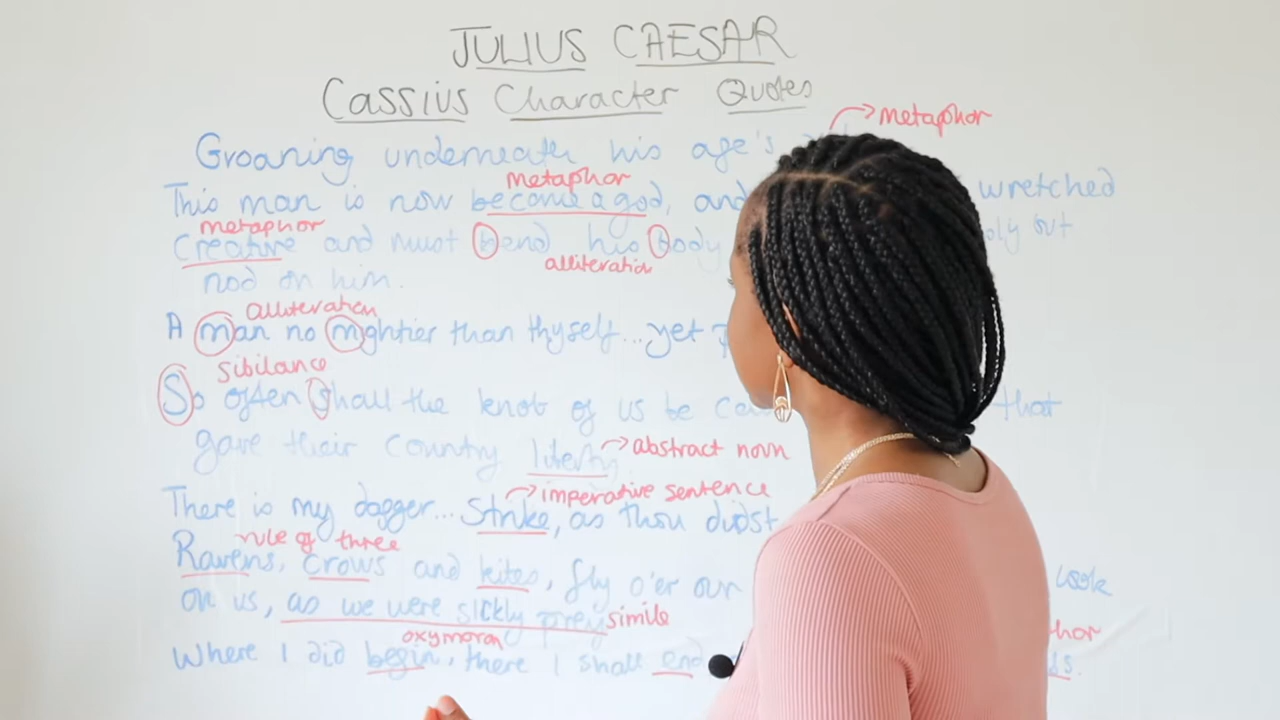 JULIUS CAESAR
Cassius Character Quotes
metaphor
Groaning underneath his age's
metaphor
This man is now become a god, and wretched
metaphor
creature and must bend his body out
alliteration
nod on him.
alliteration
A man no mightier than thyself...yet
Sibilance
So often shall the knot of us be that
gave their country liberty abstract noun
imperative sentence
There is my dagger... Strike, as thou didst
rule of three
Ravens, crows and kites, fly o'er our look
on us, as we were sickly prey simile
oxymoron
Where I did begin, there I shall end